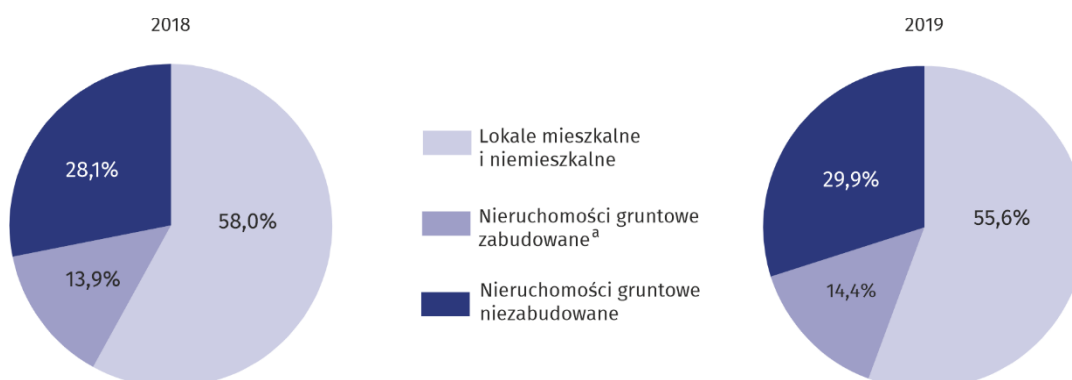 2018
28,1%
58,0%
13,9%
Lokale mieszkalne
i niemieszkalne
Nieruchomości gruntowe
zabudowaneᵃ
Nieruchomości gruntowe
niezabudowane
2019
29,9%
55,6%
14,4%